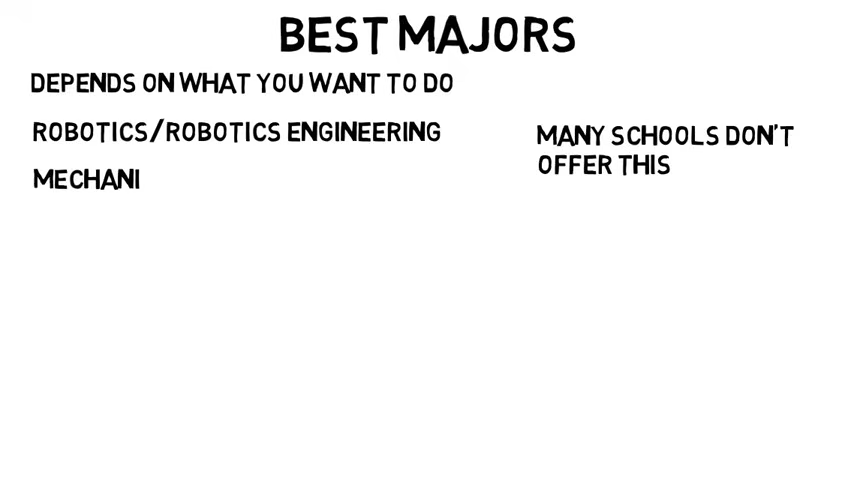 BEST MAJORS
DEPENDS ON WHAT YOU WANT TO DO
ROBOTICS/ROBOTICS ENGINEERING
MANY SCHOOLS DON'T
OFFER THIS
MECHANI